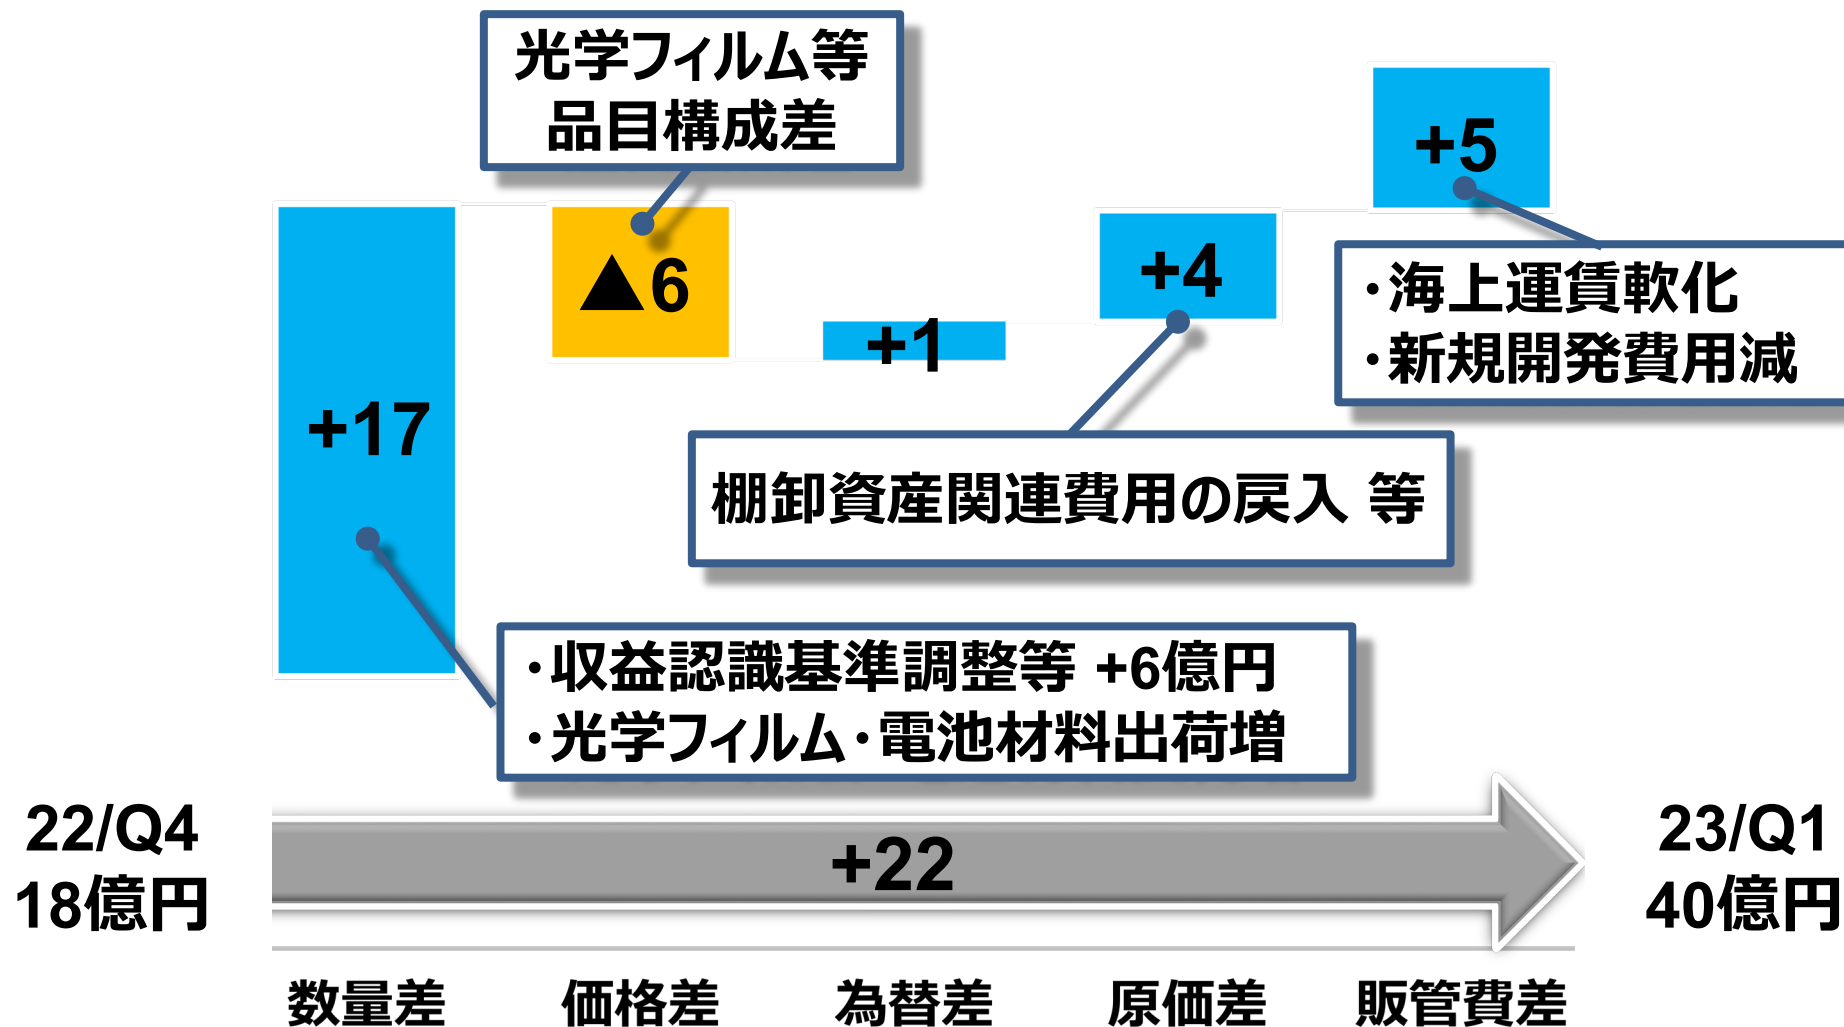 光学フィルム等
品目構成差
+5
▲6
+4
+1
・海上運賃軟化
・新規開発費用減
+17
棚卸資産関連費用の戻入 等
・収益認識基準調整等 +6億円
・光学フィルム・電池材料出荷増
22/Q4
18億円
+22
23/Q1
40億円
数量差
価格差
為替差
原価差
販管費差